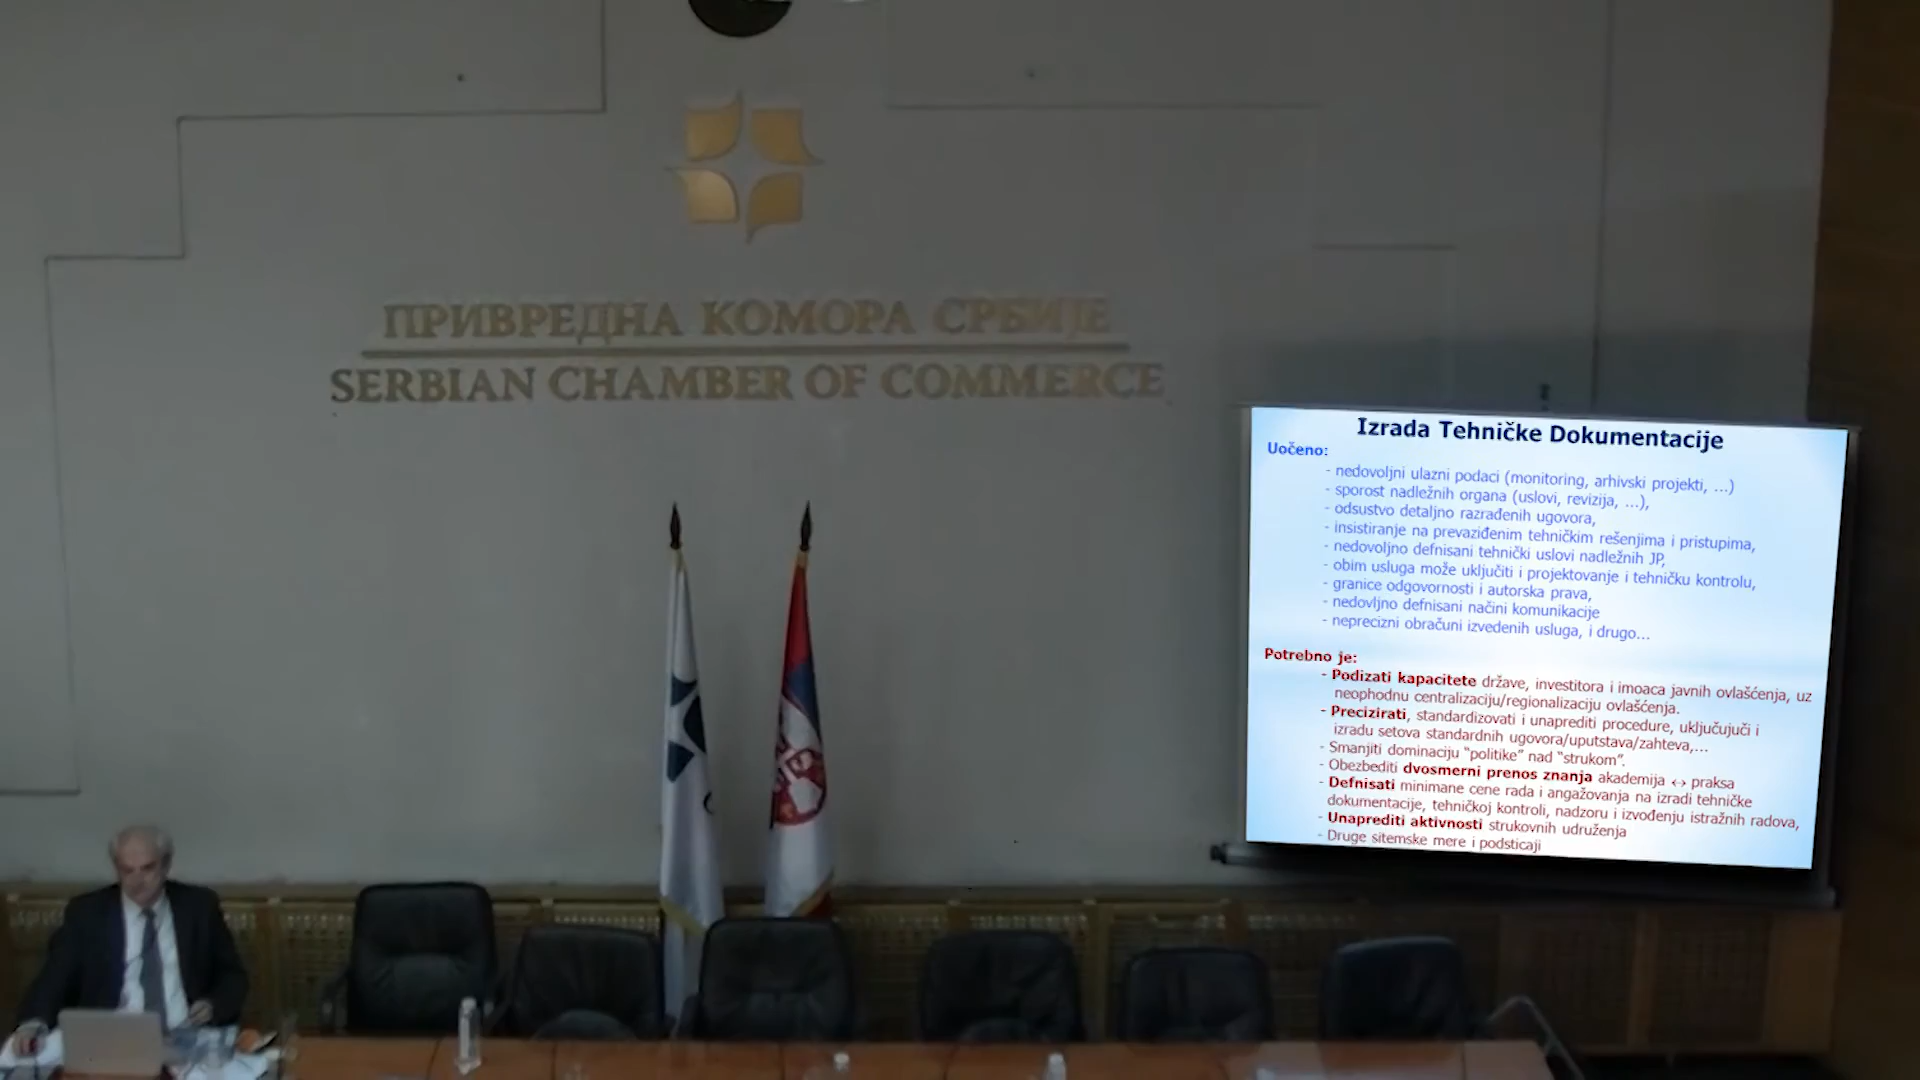 ПРИВРЕДНА КОМОРА СРБИЈЕ
SERBIAN CHAMBER OF COMMERCE
Izrada Tehničke Dokumentacije
Uočeno:
- nedovoljni ulazni podaci (monitoring, arhivski projekti, ...)
- sporost nadležnih organa (uslovi, revizija, ...),
- odsustvo detaljno razrađenih ugovora,
- insistiranje na prevaziđenim tehničkim rešenjima i pristupima,
- nedovoljno defnisani tehnički uslovi nadležnih JP,
- obim usluga može uključiti i projektovanje i tehničku kontrolu,
- granice odgovornosti i autorska prava,
- nedovljno defnisani načini komunikacije
- neprecizni obračuni izvedenih usluga, i drugo...
Potrebno je:
- Podizati kapacitete države, investitora i imoaca javnih ovlašćenja, uz
neophodnu centralizaciju/regionalizaciju ovlašćenja.
- Precizirati, standardizovati i unaprediti procedure, uključujuči i
izradu setova standardnih ugovora/uputstava/zahteva,...
- Smanjiti dominaciju "politike" nad "strukom".
- Obezbediti dvosmerni prenos znanja akademija ↔ praksa
- Defnisati minimane cene rada i angažovanja na izradi tehničke
dokumentacije, tehničkoj kontroli, nadzoru i izvođenju istražnih radova,
- Unaprediti aktivnosti strukovnih udruženja
- Druge sitemske mere i podsticaji